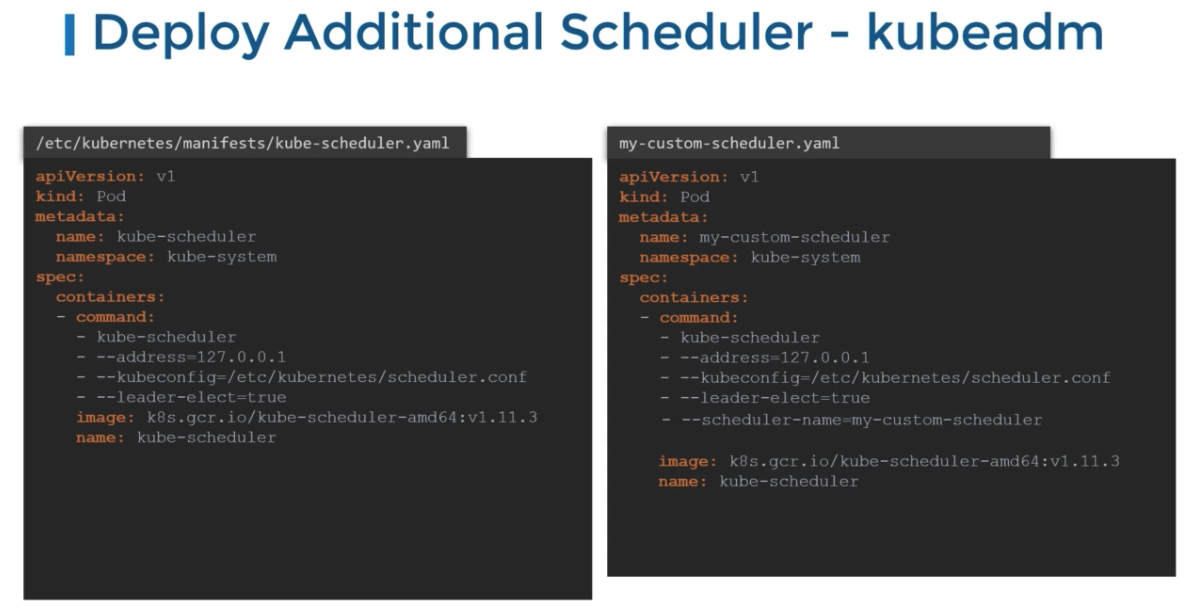 Deploy Additional Scheduler - kubeadm
/etc/kubernetes/manifests/kube-scheduler.yaml
apiVersion: v1
kind: Pod
metadata:
  name: kube-scheduler
  namespace: kube-system
spec:
  containers:
  - command:
    - kube-scheduler
    - --address=127.0.0.1
    - --kubeconfig=/etc/kubernetes/scheduler.conf
    - --leader-elect=true
    image: k8s.gcr.io/kube-scheduler-amd64:v1.11.3
    name: kube-scheduler
my-custom-scheduler.yaml
apiVersion: v1
kind: Pod
metadata:
  name: my-custom-scheduler
  namespace: kube-system
spec:
  containers:
  - command:
    - kube-scheduler
    - --address=127.0.0.1
    - --kubeconfig=/etc/kubernetes/scheduler.conf
    - --leader-elect=true
    - --scheduler-name=my-custom-scheduler
    image: k8s.gcr.io/kube-scheduler-amd64:v1.11.3
    name: kube-scheduler